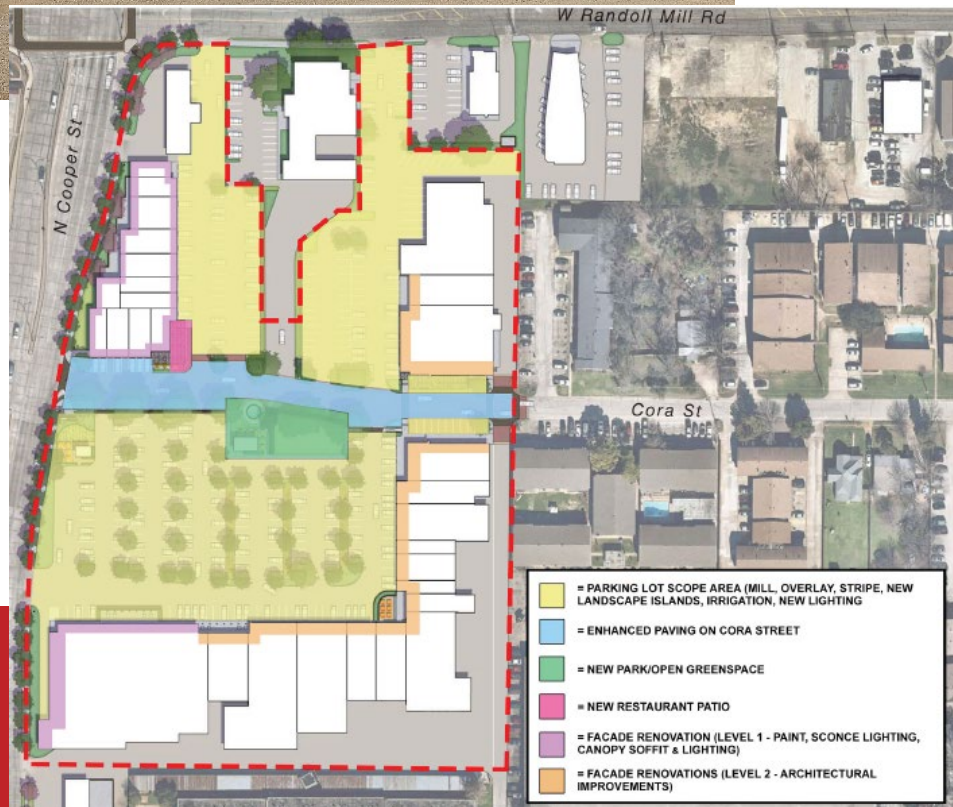 W Randoll Mill Rd
N Cooper St
Cora St
= PARKING LOT SCOPE AREA (MILL, OVERLAY, STRIPE, NEW
LANDSCAPE ISLANDS, IRRIGATION, NEW LIGHTING
= ENHANCED PAVING ON CORA STREET
= NEW PARK/OPEN GREENSPACE
= NEW RESTAURANT PATIO
= FACADE RENOVATION (LEVEL 1 - PAINT, SCONCE LIGHTING,
CANOPY SOFFIT & LIGHTING)
= FACADE RENOVATIONS (LEVEL 2 - ARCHITECTURAL
IMPROVEMENTS)